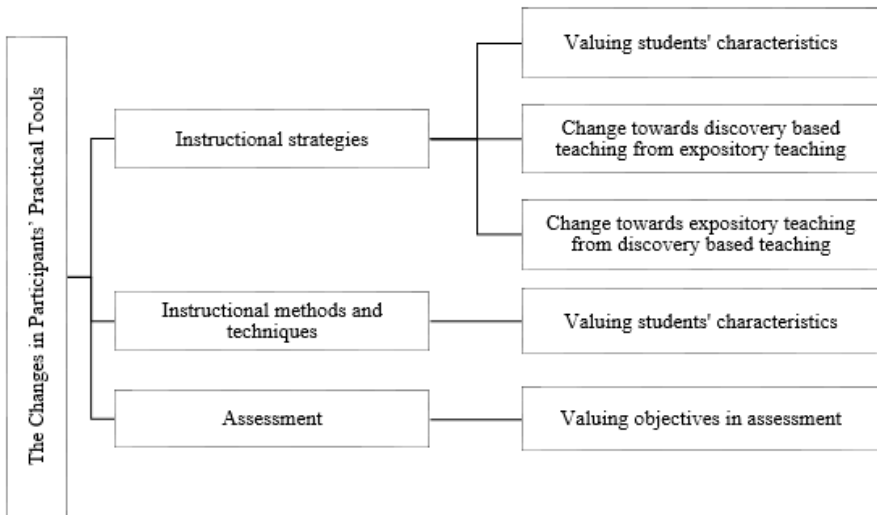 The Changes in Participants' Practical Tools
Instructional strategies
Valuing students' characteristics
Change towards discovery based
teaching from expository teaching
Change towards expository teaching
from discovery based teaching
Instructional methods and
techniques
Valuing students' characteristics
Assessment
Valuing objectives in assessment